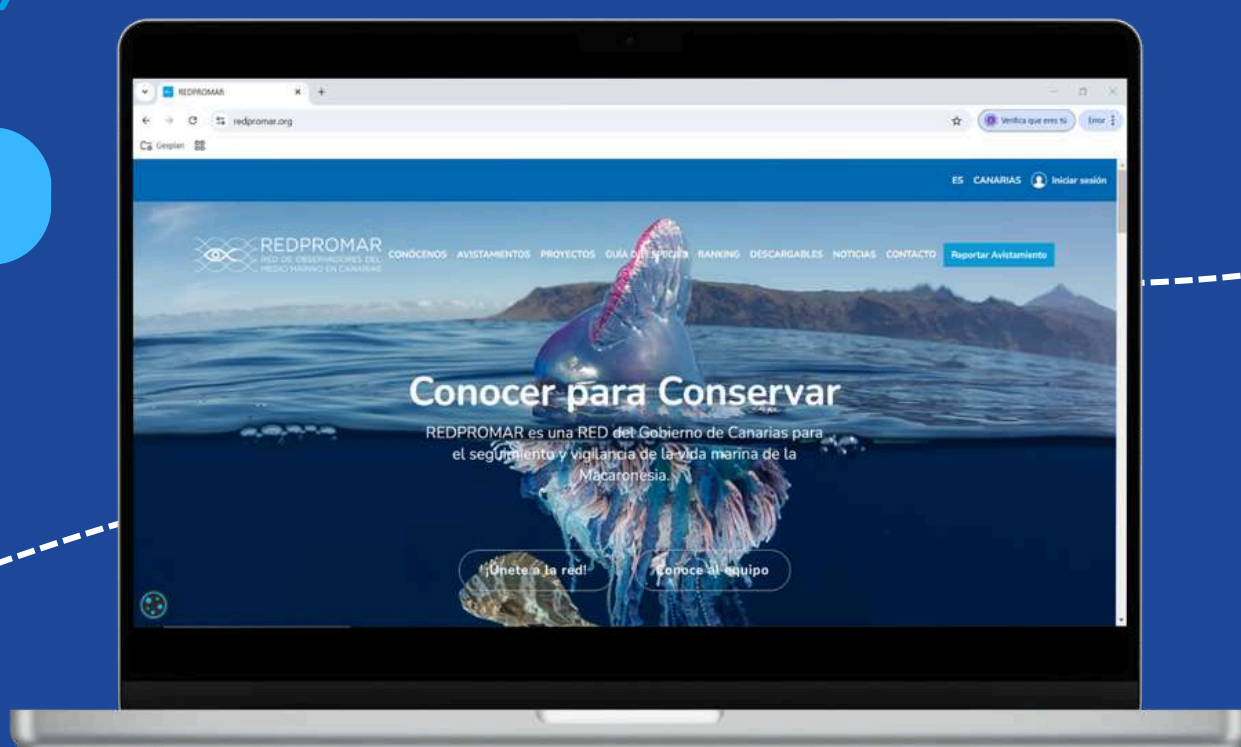 REDPROMAR
redpromar.org
Verifica que eres tú
Error
Gesplan
ES CANARIAS Iniciar sesión
REDPROMAR
RED DE OBSERVADORES DEL
MEDIO MARINO EN CANARIAS
CONÓCENOS AVISTAMIENTOS PROYECTOS GUÍA DE ESPECIES RANKING DESCARGABLES NOTICIAS CONTACTO Reportar Avistamiento
Conocer para Conservar
REDPROMAR es una RED del Gobierno de Canarias para
el seguimiento y vigilancia de la vida marina de la
Macaronesia.
¡Únete a la red! Conoce al equipo